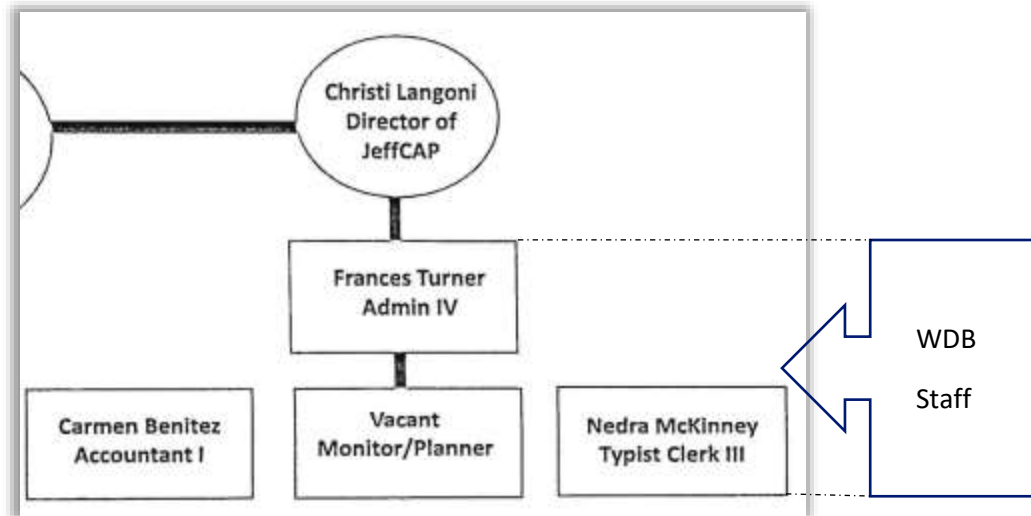 Christi Langoni
Director of
JeffCAP
Frances Turner
Admin IV
WDB
Staff
Carmen Benitez
Accountant I
Vacant
Monitor/Planner
Nedra McKinney
Typist Clerk III